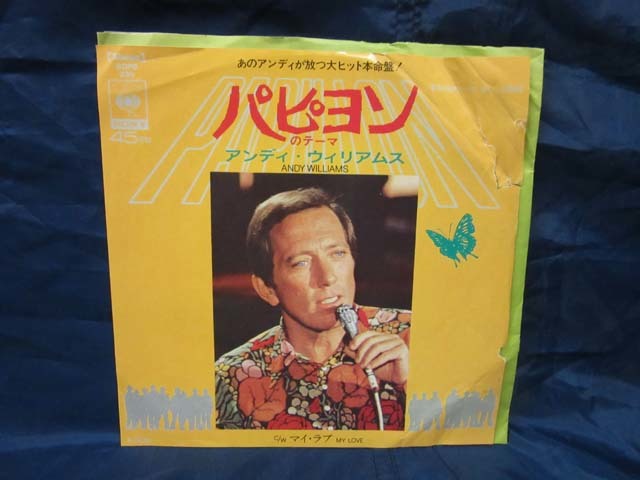 あのアンディが放つ大ヒット本命盤!
パピヨン
のテーマ
アンディ・ウィリアムス
ANDY WILLIAMS
45
c/w マイ・ラブ MY LOVE